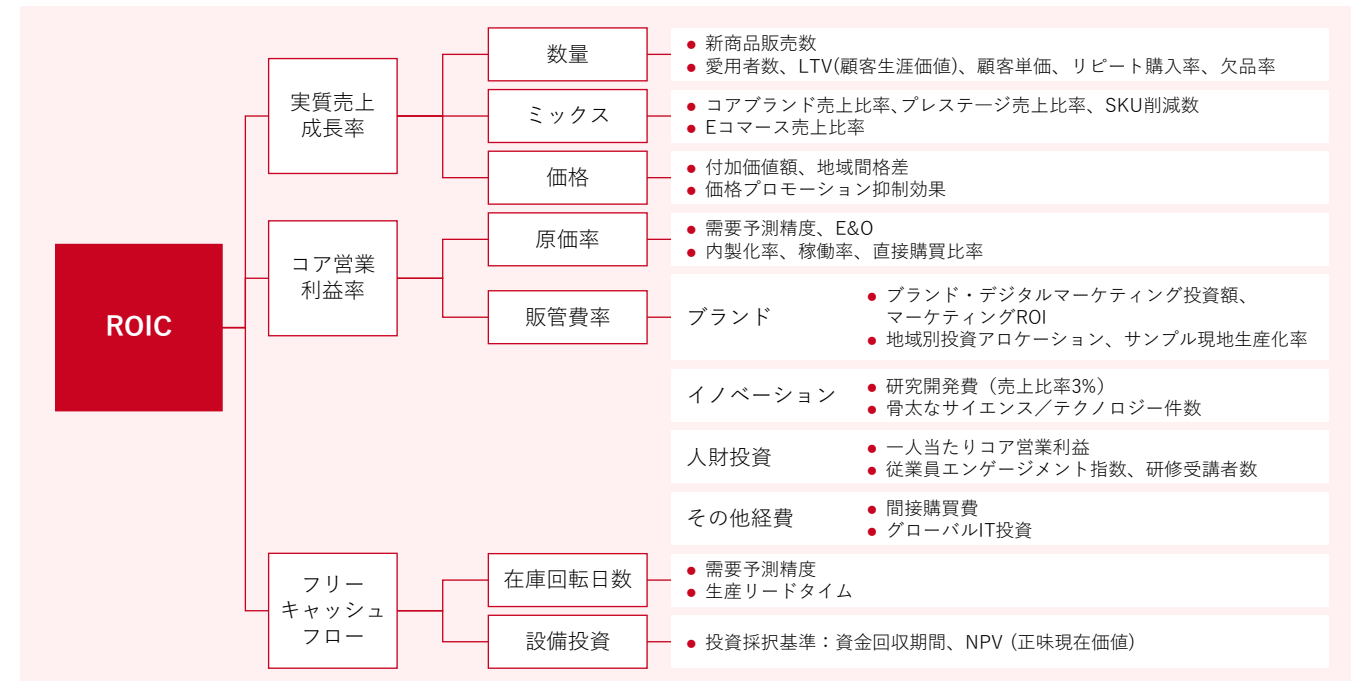 ROIC
実質売上
成長率
数量
● 新商品販売数
● 愛用者数、LTV(顧客生涯価値)、顧客単価、リピート購入率、欠品率
ミックス
● コアブランド売上比率、プレステージ売上比率、SKU削減数
● Eコマース売上比率
価格
● 付加価値額、地域間格差
● 価格プロモーション抑制効果
コア営業
利益率
原価率
● 需要予測精度、E&O
● 内製化率、稼働率、直接購買比率
販管費率
ブランド
● ブランド・デジタルマーケティング投資額、
マーケティングROI
● 地域別投資アロケーション、サンプル現地生産化率
イノベーション
● 研究開発費（売上比率3%）
● 骨太なサイエンス／テクノロジー件数
人財投資
● 一人当たりコア営業利益
● 従業員エンゲージメント指数、研修受講者数
その他経費
● 間接購買費
● グローバルIT投資
フリー
キャッシュ
フロー
在庫回転日数
● 需要予測精度
● 生産リードタイム
設備投資
● 投資採択基準：資金回収期間、NPV (正味現在価値)